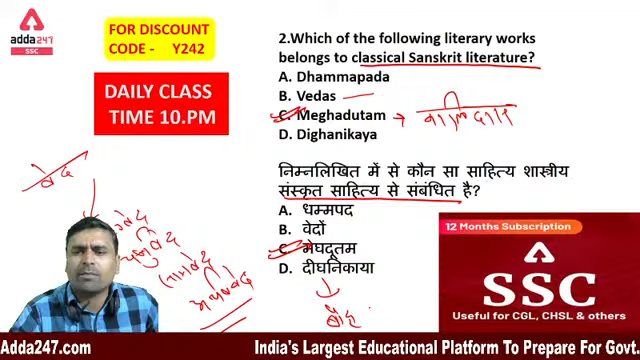 adda247
SSC
FOR DISCOUNT
CODE - Y242
DAILY CLASS
TIME 10.PM
2.Which of the following literary works
belongs to classical Sanskrit literature?
A. Dhammapada
B. Vedas
C. Meghadutam
D. Dighanikaya
निम्नलिखित में से कौन सा साहित्य शास्त्रीय
संस्कृत साहित्य से संबंधित है?
A. धम्मपद
B. वेदों
C. मेघदूतम
D. दीघनिकाया
वेद
12 Months Subscription
SSC
Useful for CGL, CHSL & others
Adda247.com
India's Largest Educational Platform To Prepare For Govt.